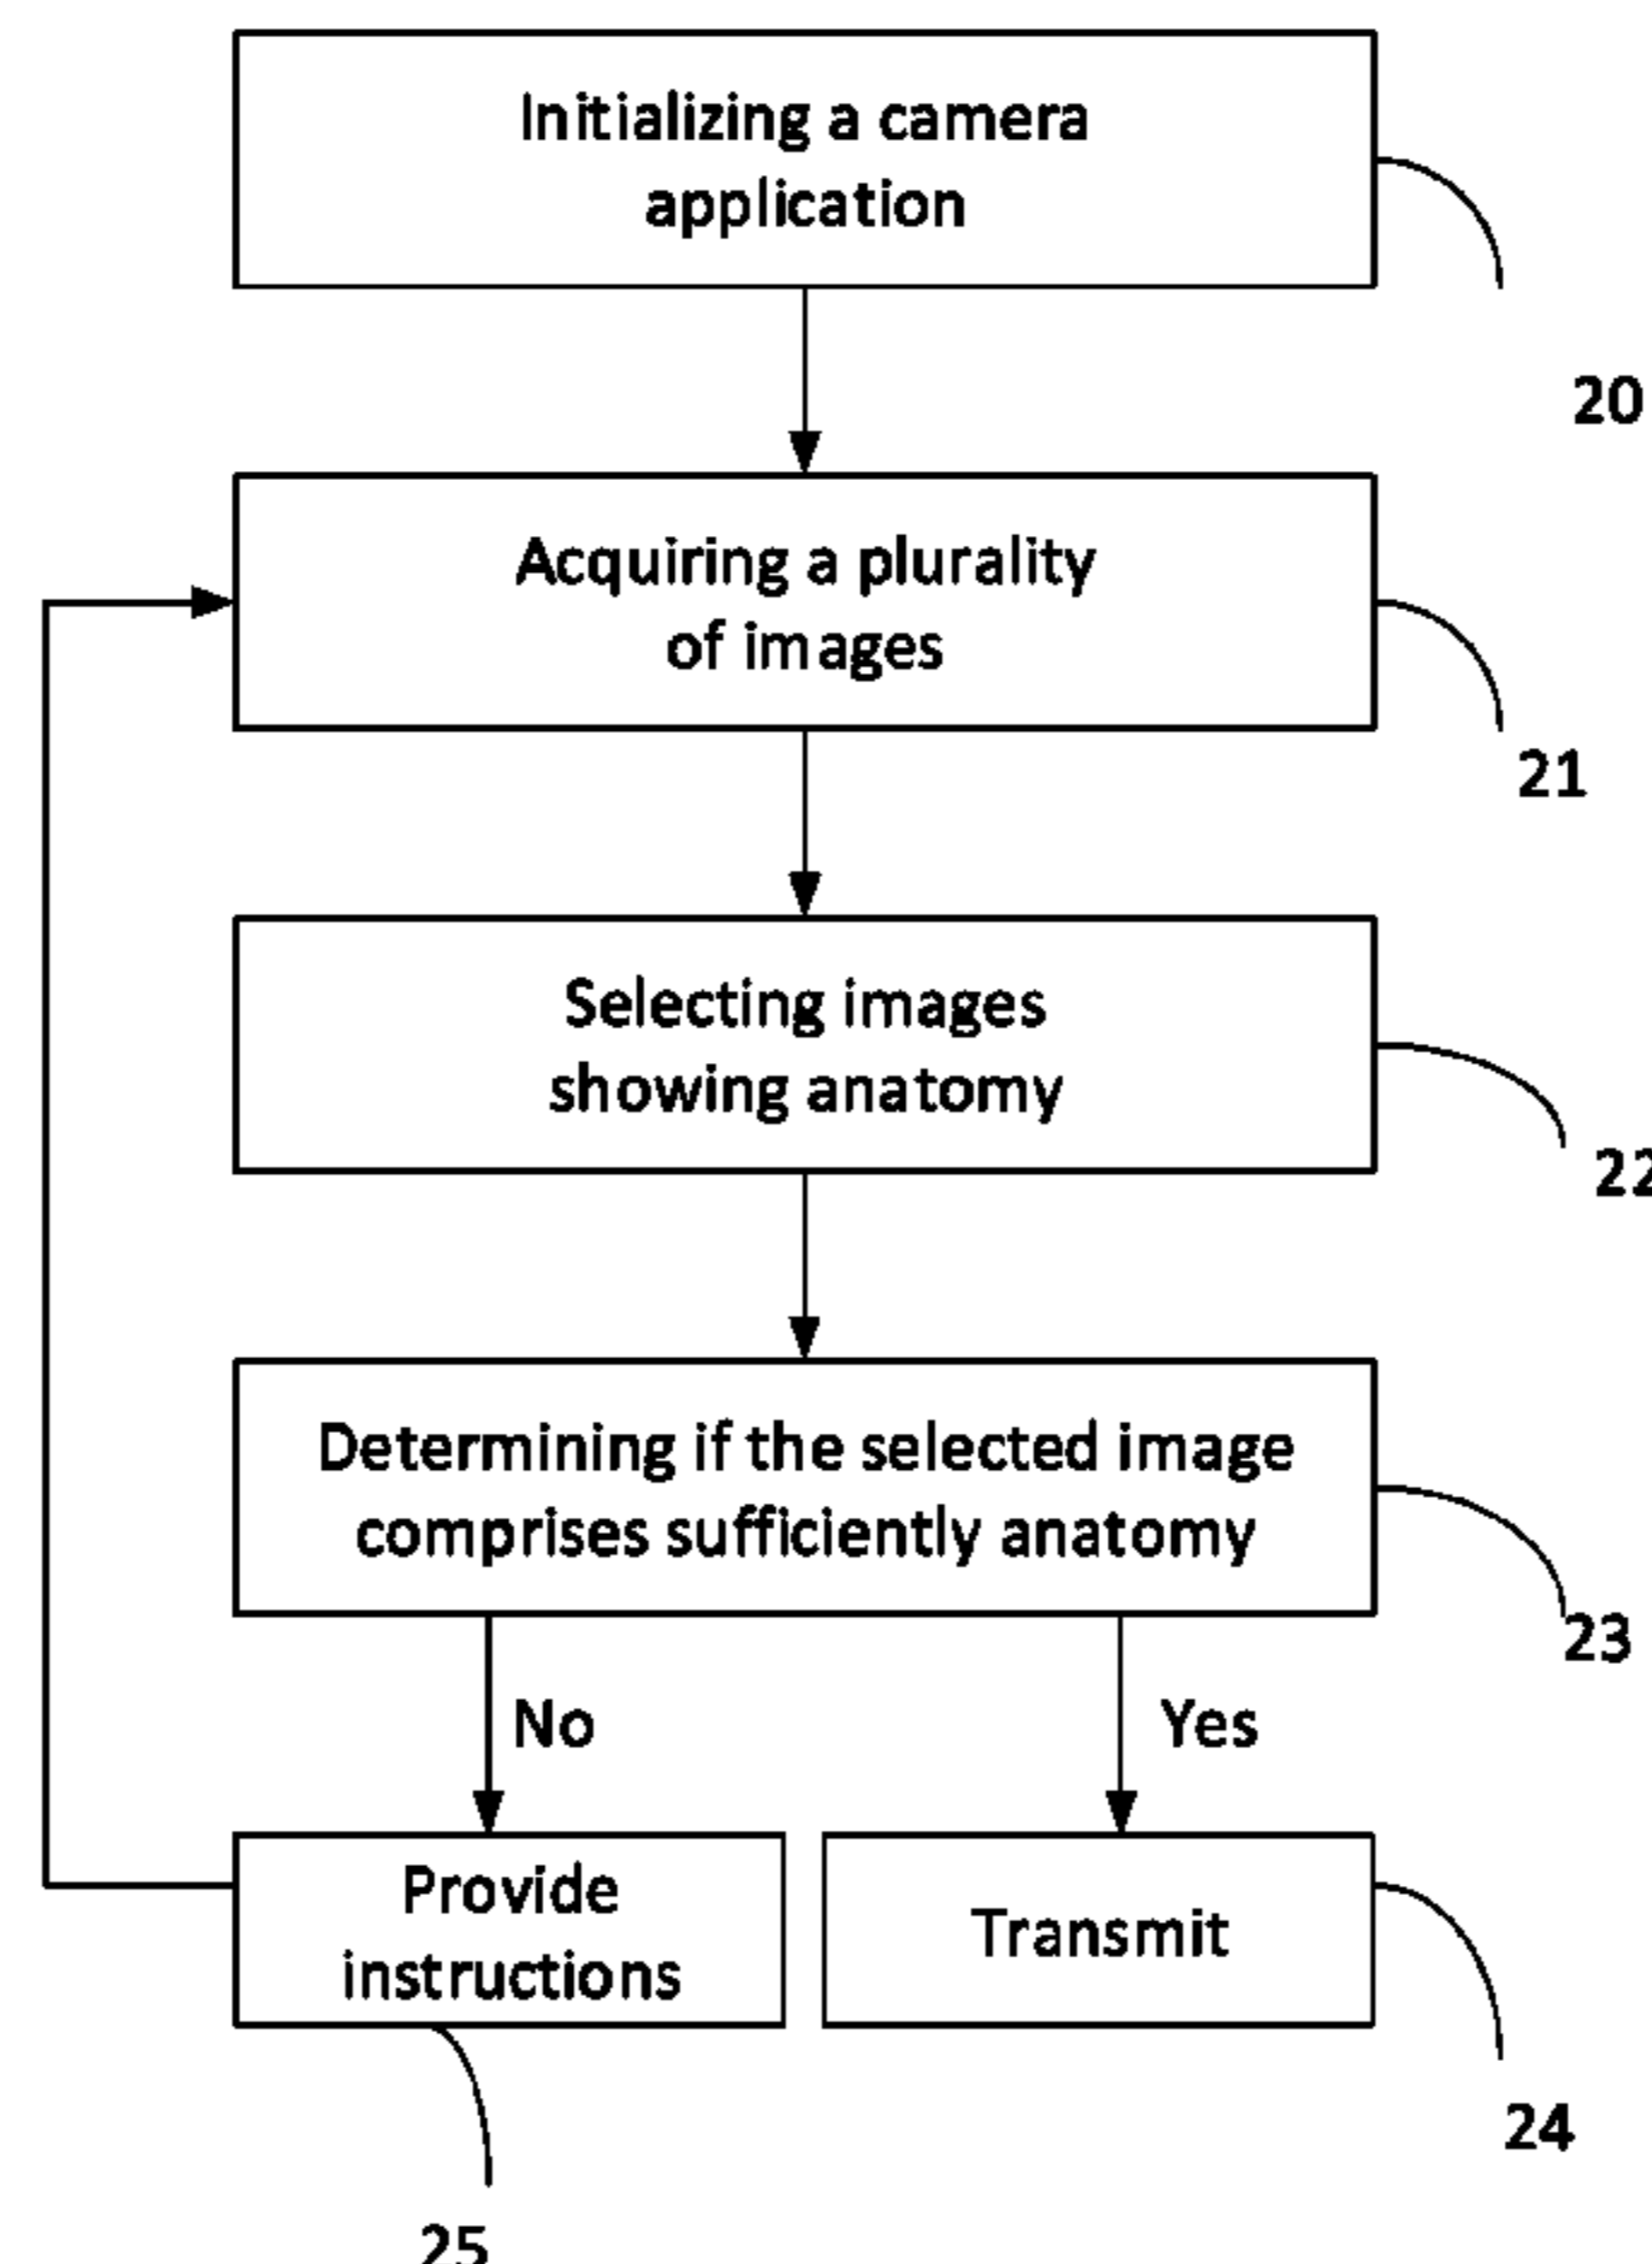 Initializing a camera
application
20
Acquiring a plurality
of images
21
Selecting images
showing anatomy
22
Determining if the selected image
comprises sufficiently anatomy
23
No
Yes
Provide
instructions
Transmit
24
25